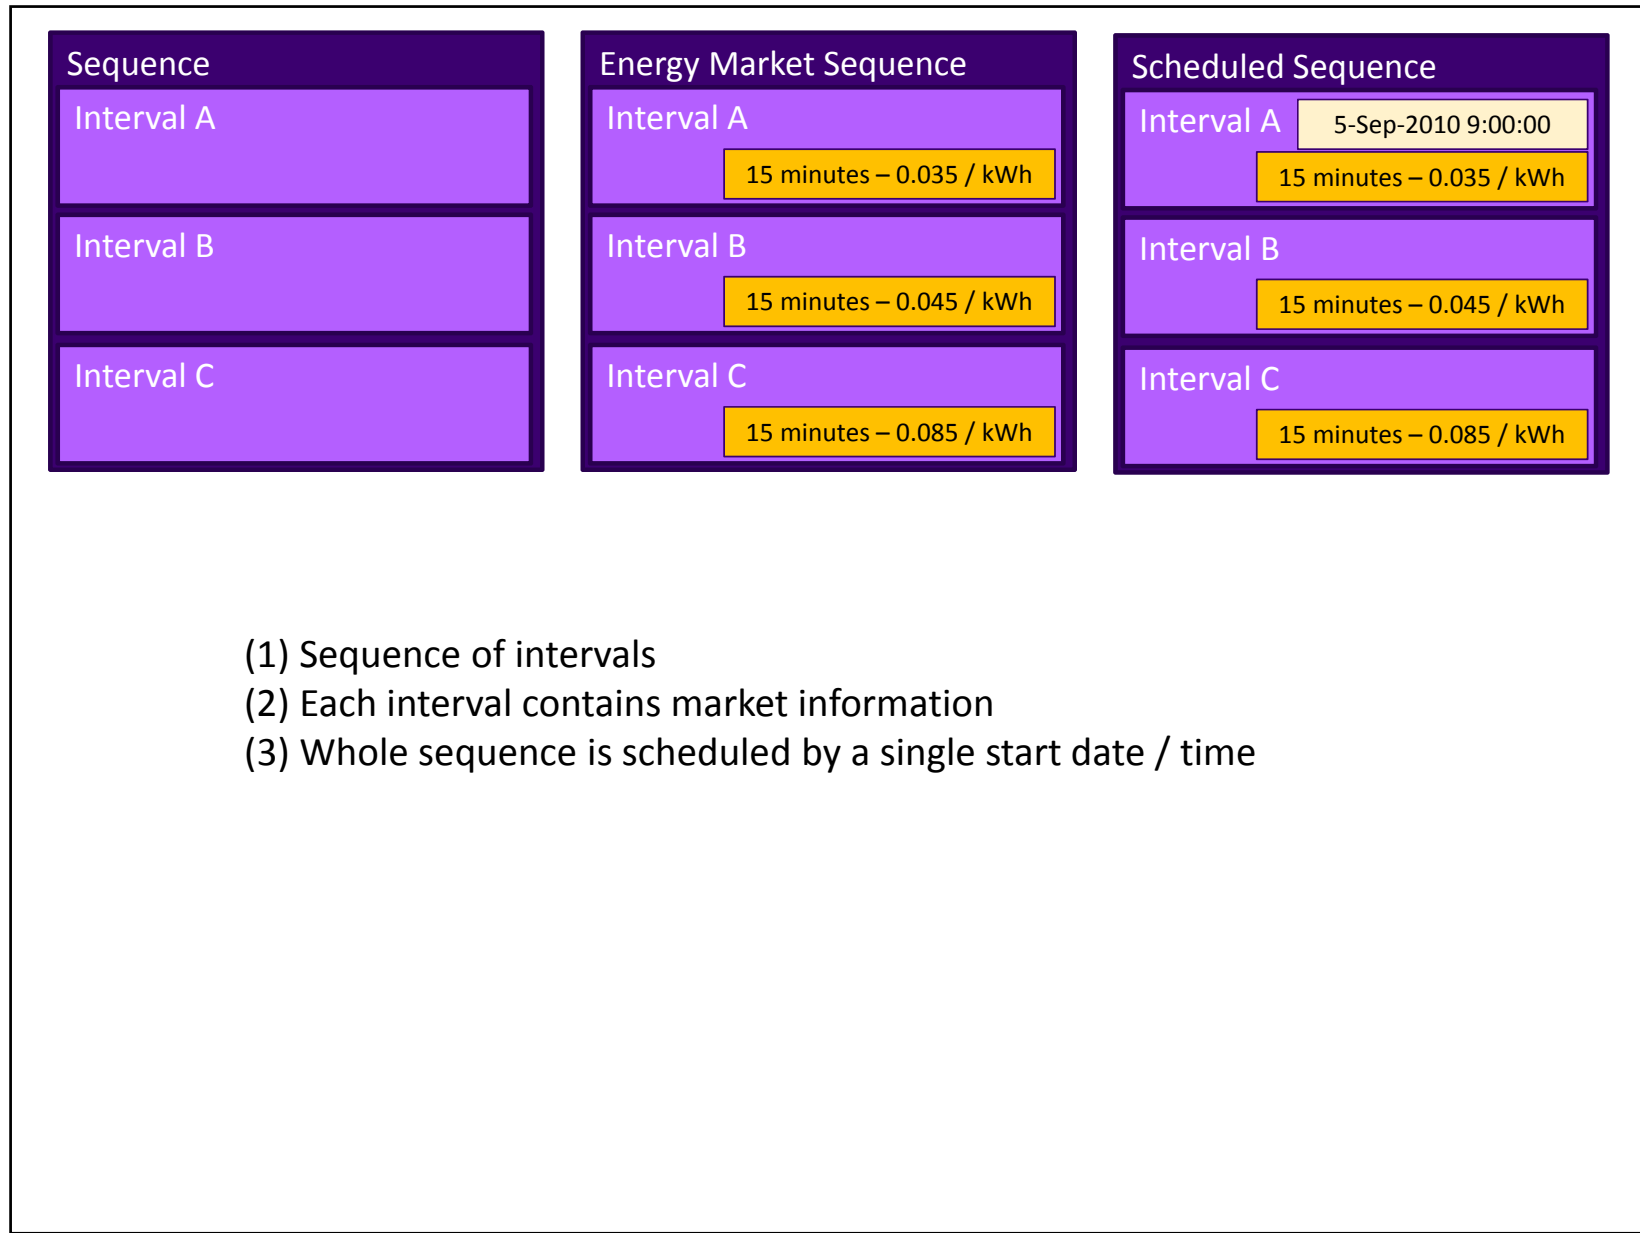 Sequence
Interval A
Interval B
Interval C
Energy Market Sequence
Interval A
15 minutes – 0.035 / kWh
Interval B
15 minutes – 0.045 / kWh
Interval C
15 minutes – 0.085 / kWh
Scheduled Sequence
Interval A
5-Sep-2010 9:00:00
15 minutes – 0.035 / kWh
Interval B
15 minutes – 0.045 / kWh
Interval C
15 minutes – 0.085 / kWh
(1) Sequence of intervals
(2) Each interval contains market information
(3) Whole sequence is scheduled by a single start date / time